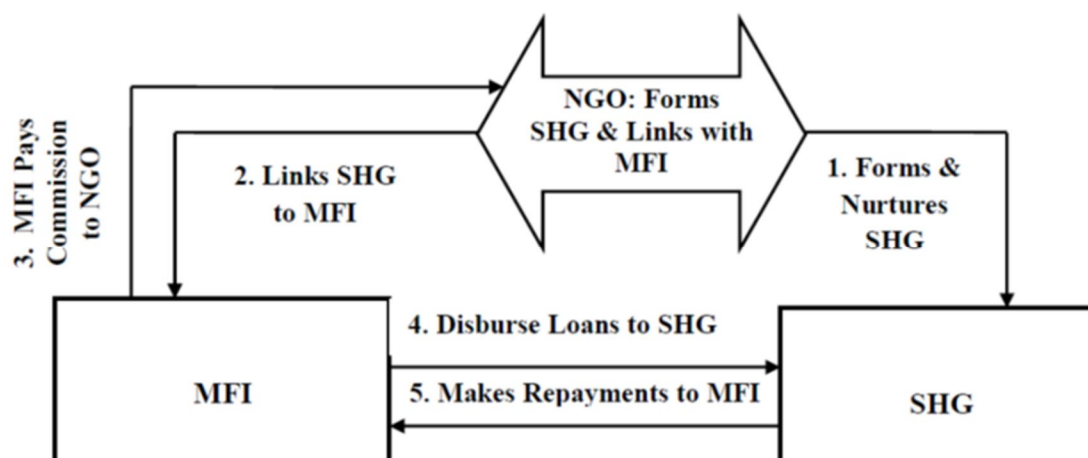 NGO: Forms
SHG & Links with
MFI
3. MFI Pays
Commission
to NGO
2. Links SHG
to MFI
1. Forms &
Nurtures
SHG
4. Disburse Loans to SHG
MFI
5. Makes Repayments to MFI
SHG